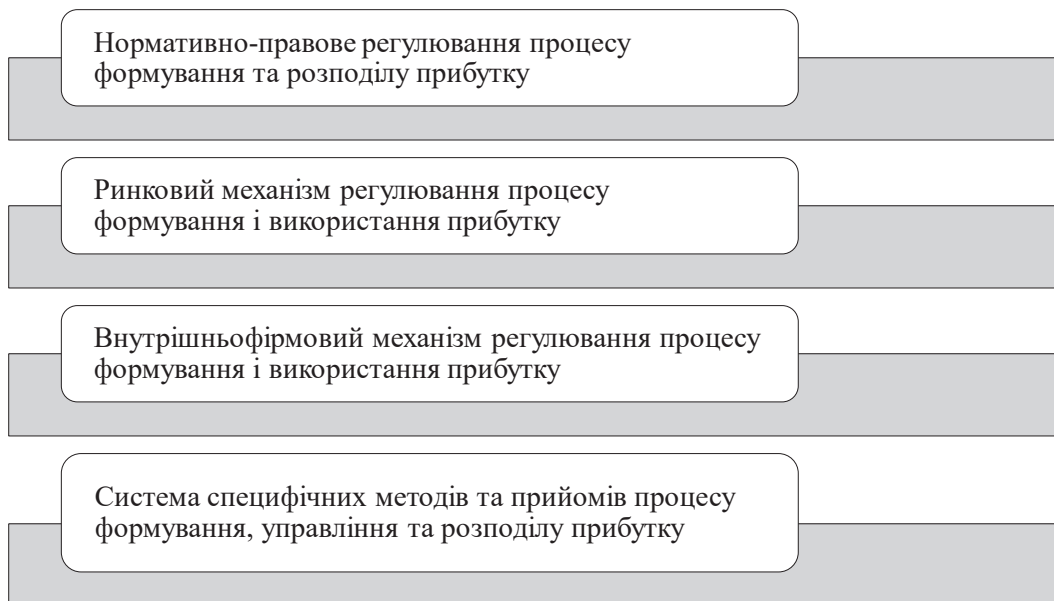 Нормативно-правове регулювання процесу
формування та розподілу прибутку
Ринковий механізм регулювання процесу
формування і використання прибутку
Внутрішньофірмовий механізм регулювання процесу
формування і використання прибутку
Система специфічних методів та прийомів процесу
формування, управління та розподілу прибутку